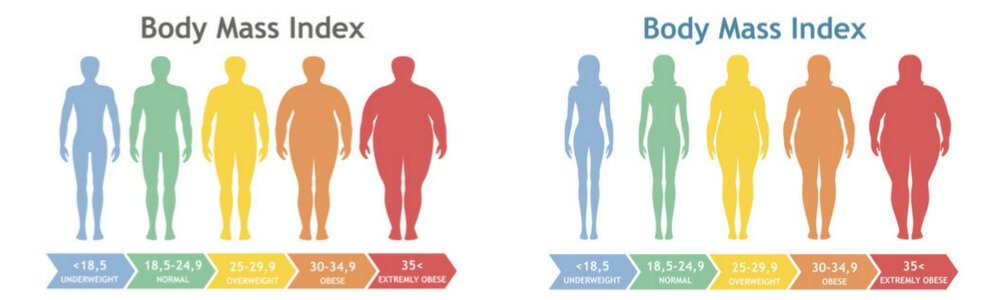 Body Mass Index
<18,5
UNDERWEIGHT
18,5-24,9
NORMAL
25-29,9
OVERWEIGHT
30-34,9
OBESE
35<
EXTREMLY OBESE
Body Mass Index
<18,5
UNDERWEIGHT
18,5-24,9
NORMAL
25-29,9
OVERWEIGHT
30-34,9
OBESE
35<
EXTREMLY OBESE